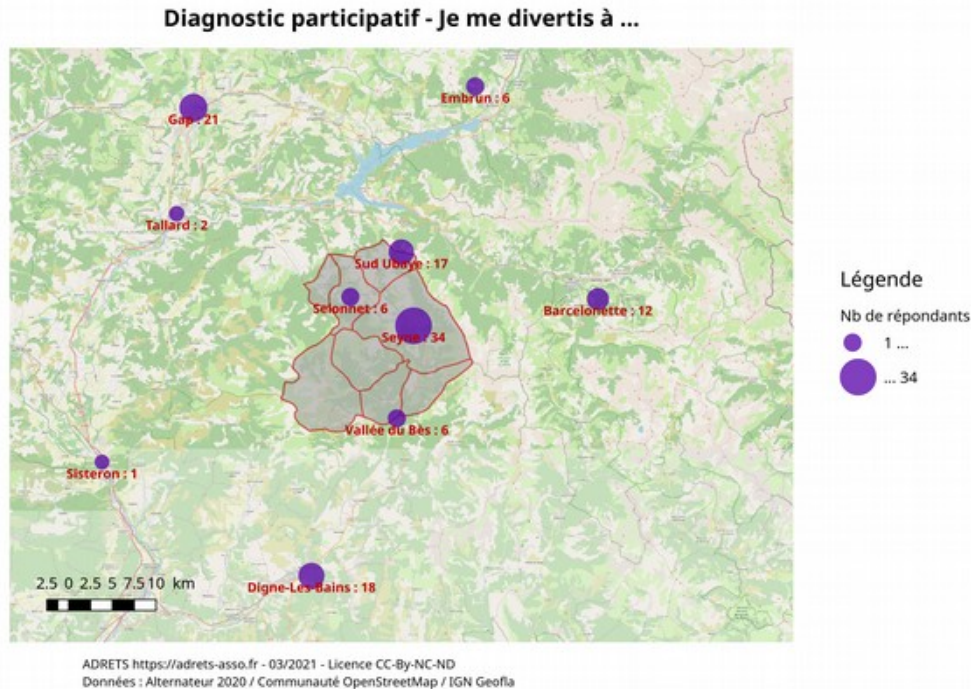 Diagnostic participatif - Je me divertis à ...
Embrun : 6
Gap : 21
Tallard : 2
Sud Ubaye : 17
Selonnet : 6
Barcelonette : 12
Seyne : 34
Légende
Nb de répondants
1 ...
... 34
Vallée du Bès : 6
Sisteron : 1
Digne-Les-Bains : 18
2.5 0 2.5 5 7.5 10 km
ADRETS https://adrets-asso.fr - 03/2021 - Licence CC-By-NC-ND
Données : Alternateur 2020 / Communauté OpenStreetMap / IGN Geofla